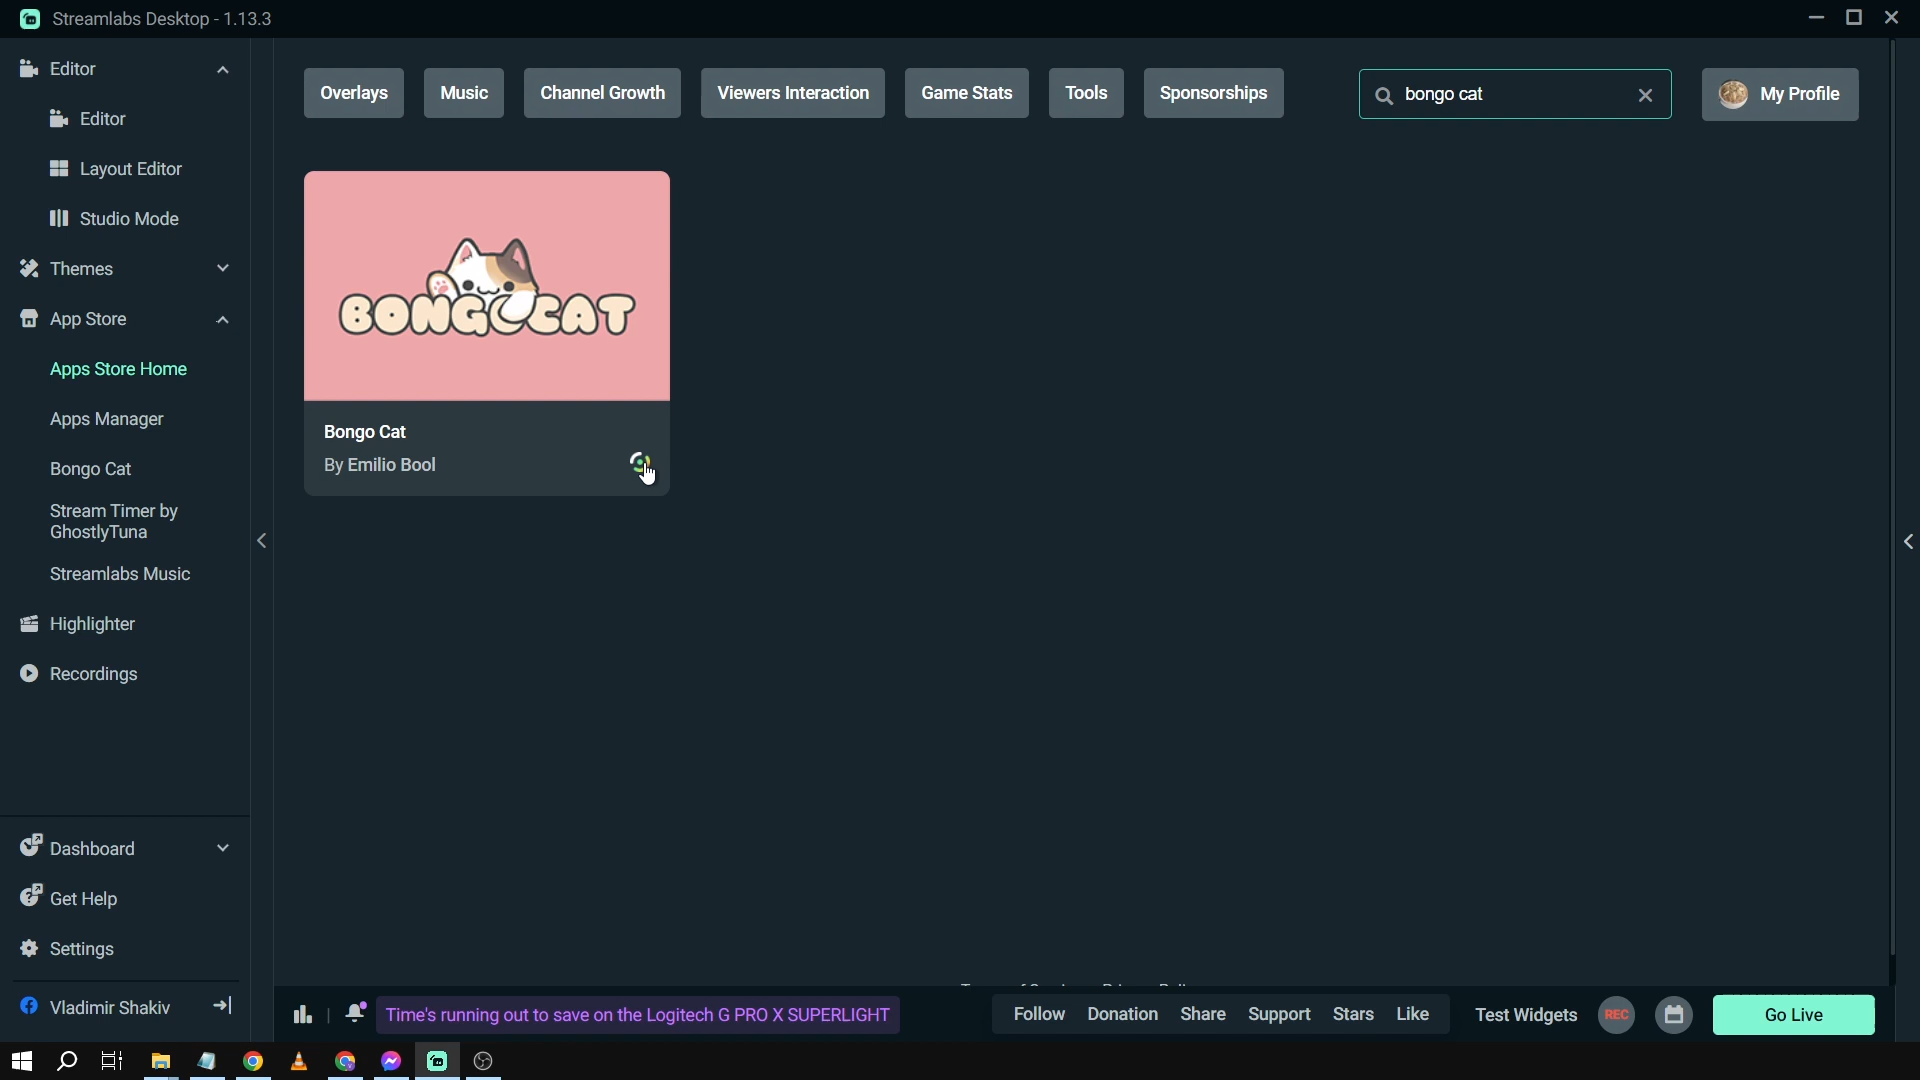 Streamlabs Desktop - 1.13.3
Editor
Editor
Layout Editor
Studio Mode
Themes
App Store
Apps Store Home
Apps Manager
Bongo Cat
Stream Timer by
GhostlyTuna
Streamlabs Music
Highlighter
Recordings
Dashboard
Get Help
Settings
Vladimir Shakiv
Overlays
Music
Channel Growth
Viewers Interaction
Game Stats
Tools
Sponsorships
bongo cat
My Profile
BONGOCAT
Bongo Cat
By Emilio Bool
Time's running out to save on the Logitech G PRO X SUPERLIGHT
Follow
Donation
Share
Support
Stars
Like
Test Widgets
REC
Go Live